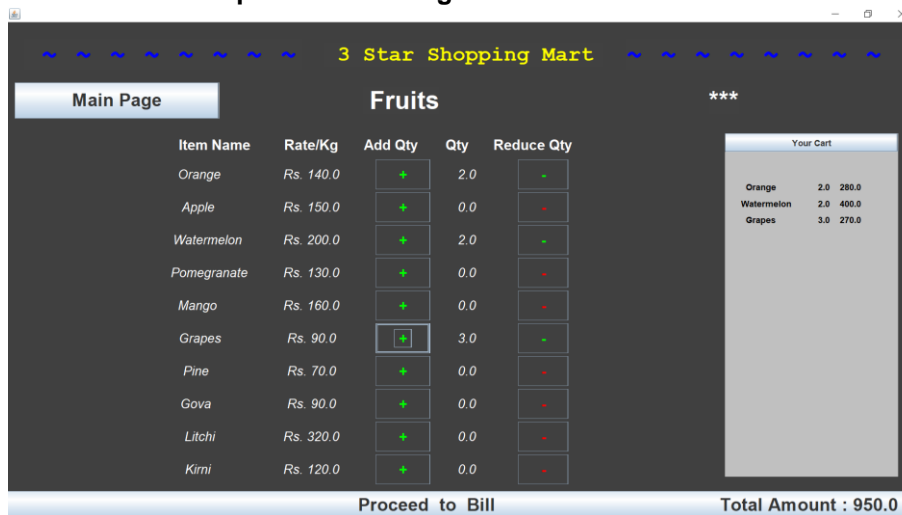 ~ ~ ~ ~ ~ ~ ~ ~ 3 Star Shopping Mart ~ ~ ~ ~ ~ ~ ~ ~
Main Page Fruits ***
Item Name Rate/Kg Add Qty Qty Reduce Qty
Orange Rs. 140.0 + 2.0 -
Apple Rs. 150.0 + 0.0 -
Watermelon Rs. 200.0 + 2.0 -
Pomegranate Rs. 130.0 + 0.0 -
Mango Rs. 160.0 + 0.0 -
Grapes Rs. 90.0 + 3.0 -
Pine Rs. 70.0 + 0.0 -
Gova Rs. 90.0 + 0.0 -
Litchi Rs. 320.0 + 0.0 -
Kirni Rs. 120.0 + 0.0 -
Your Cart
Orange 2.0 280.0
Watermelon 2.0 400.0
Grapes 3.0 270.0
Proceed to Bill Total Amount : 950.0